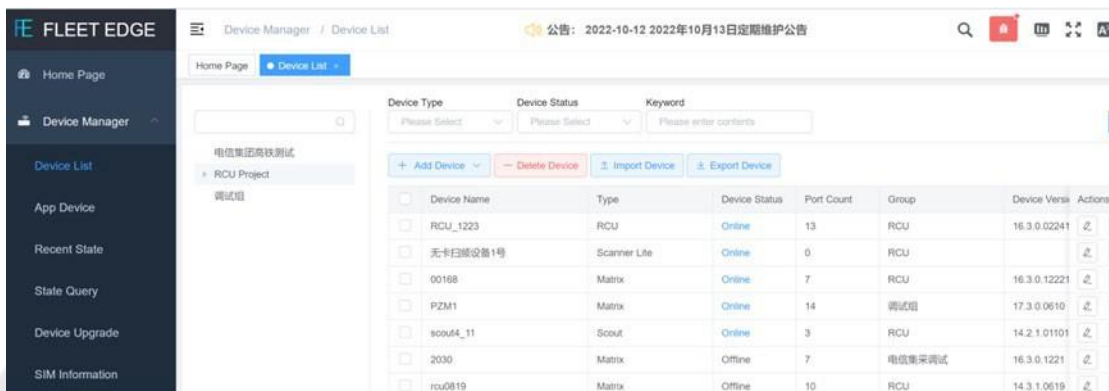 FLEET EDGE
Device Manager / Device List
公告: 2022-10-12 2022年10月13日定期维护公告
Home Page
Device List
Home Page
Device Manager
Device List
App Device
Recent State
State Query
Device Upgrade
SIM Information
电信集团高铁测试
RCU Project
调试组
Device Type Device Status Keyword
Please Select Please Select Please enter contents
+ Add Device − Delete Device Import Device Export Device
Device Name Type Device Status Port Count Group Device Versi Actions
RCU_1223 RCU Online 13 RCU 16.3.0.02241
无卡扫频设备1号 Scanner Lite Online 0 RCU
00168 Matrix Online 7 RCU 16.3.0.12221
PZM1 Matrix Online 14 调试组 17.3.0.0610
scout4_11 Scout Online 3 RCU 14.2.1.01101
2030 Matrix Offline 7 电信集采调试 16.3.0.1221
rcu0819 Matrix Offline 10 RCU 14.3.1.0619